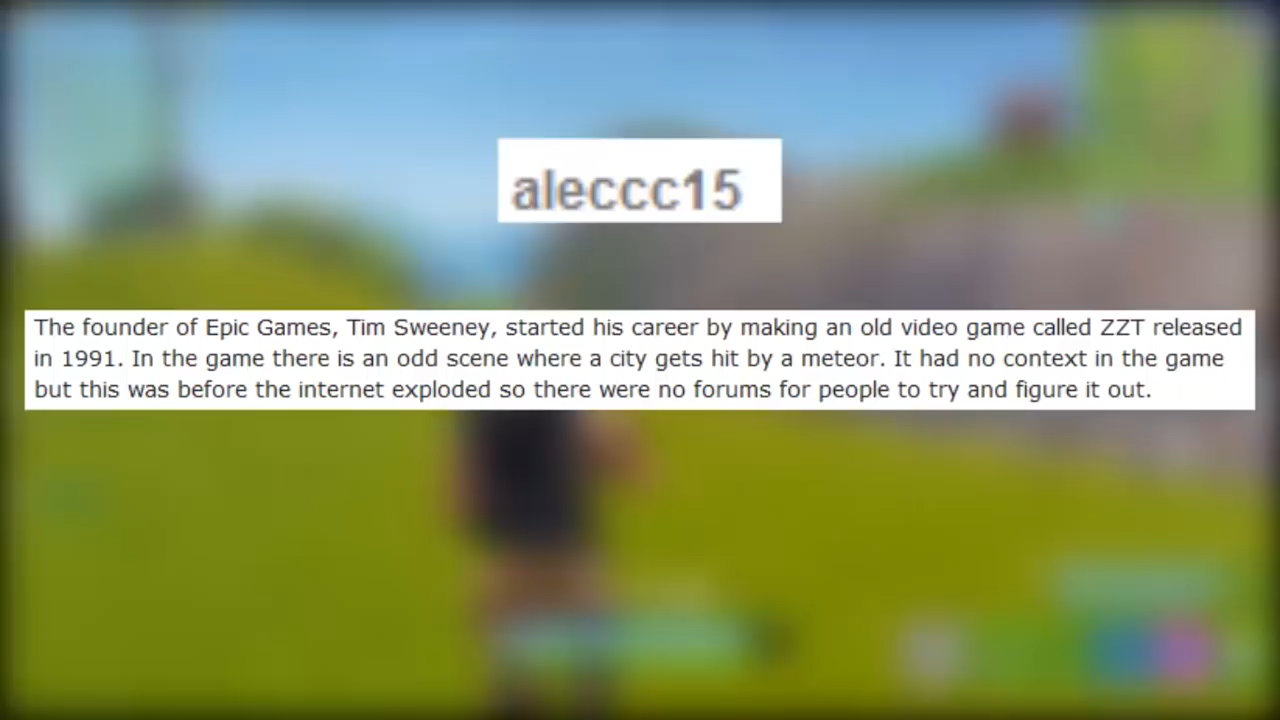 aleccc15
The founder of Epic Games, Tim Sweeney, started his career by making an old video game called ZZT released
in 1991. In the game there is an odd scene where a city gets hit by a meteor. It had no context in the game
but this was before the internet exploded so there were no forums for people to try and figure it out.